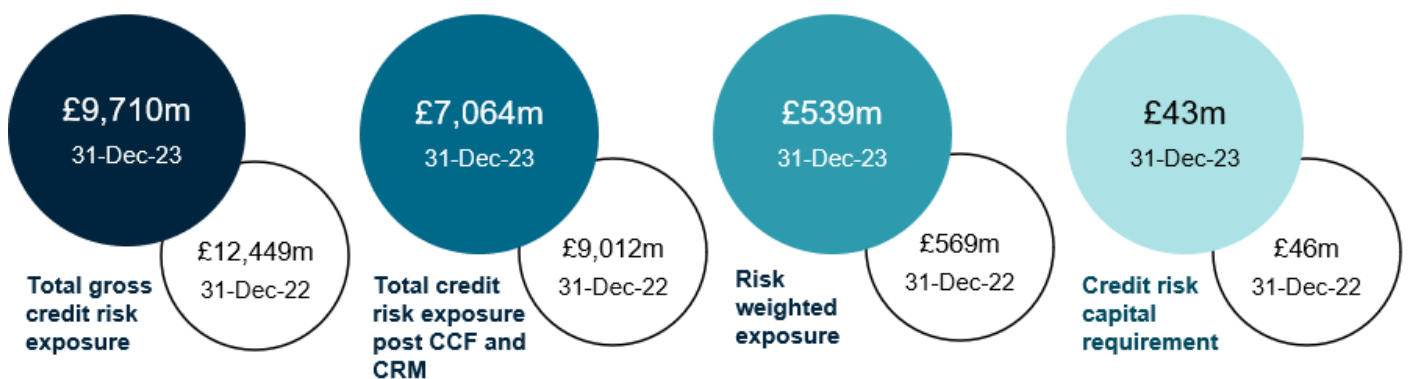 £9,710m
31-Dec-23
£12,449m
31-Dec-22
Total gross
credit risk
exposure
£7,064m
31-Dec-23
£9,012m
31-Dec-22
Total credit
risk exposure
post CCF and
CRM
£539m
31-Dec-23
£569m
31-Dec-22
Risk
weighted
exposure
£43m
31-Dec-23
£46m
31-Dec-22
Credit risk
capital
requirement